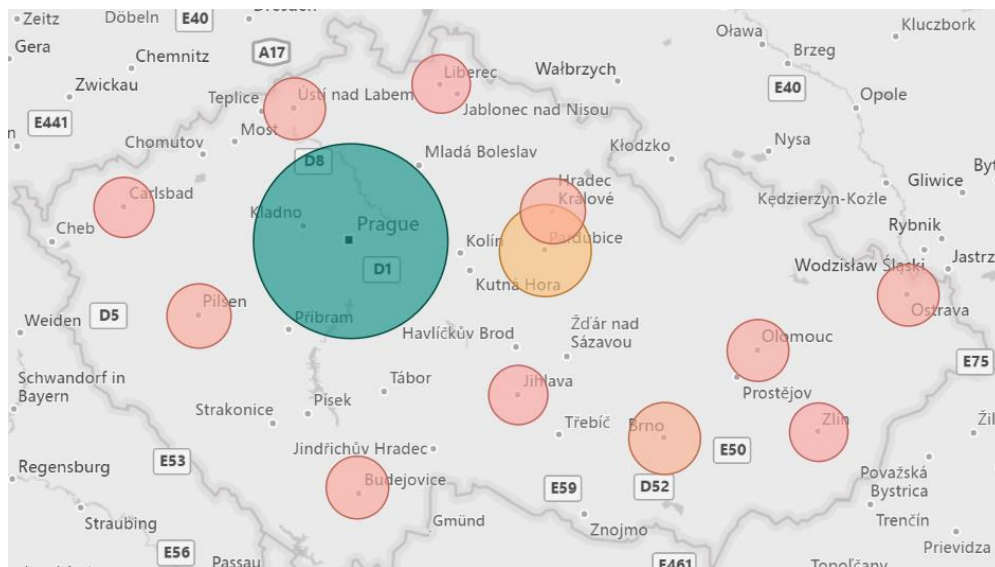 Zeitz
Döbeln
E40
Dresden
Kluczbork
Oława
Gera
A17
Chemnitz
Brzeg
Liberec
Wałbrzych
Zwickau
E40
Teplice
Ústí nad Labem
Jablonec nad Nisou
Opole
E441
Most
Nysa
Chomutov
D8
Mladá Boleslav
Kłodzko
Hradec
Králové
Gliwice
Carlsbad
Kędzierzyn-Koźle
Kladno
Prague
Rybnik
Cheb
Kolín
Pardubice
D1
Wodzisław Śląski
Kutná Hora
Pilsen
Ostrava
D5
Příbram
Weiden
Havlíčkův Brod
Žďár nad
Sázavou
Olomouc
E75
Schwandorf in
Bayern
Tábor
Jihlava
Prostějov
Strakonice
Písek
Třebíč
Brno
Zlín
Jindřichův Hradec
E50
E53
Regensburg
Budejovice
E59
D52
Považská
Bystrica
Straubing
Gmünd
Znojmo
Trenčín
E56
Passau
E461
Prievidza
Topoľčany